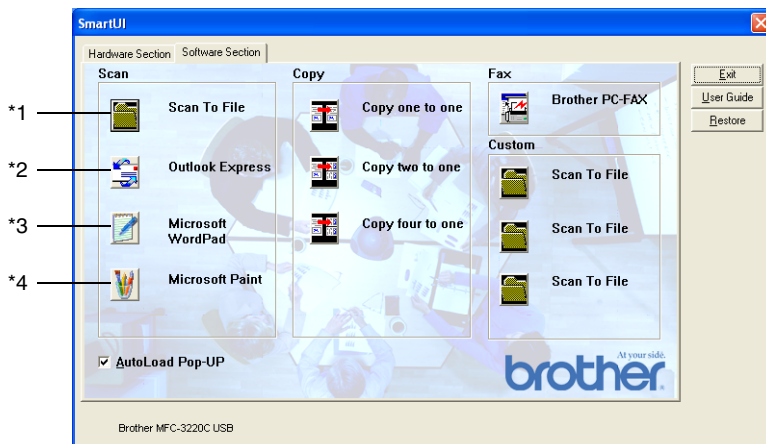 SmartUI
Hardware Section
Software Section
Scan
*1
Scan To File
*2
Outlook Express
*3
Microsoft
WordPad
*4
Microsoft Paint
Copy
Copy one to one
Copy two to one
Copy four to one
Fax
Brother PC-FAX
Custom
Scan To File
Scan To File
Scan To File
Exit
User Guide
Restore
AutoLoad Pop-UP
At your side.
brother
Brother MFC-3220C USB